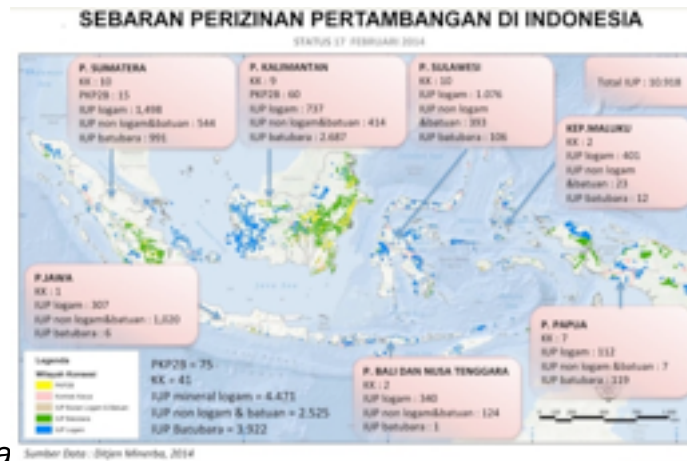 SEBARAN PERIZINAN PERTAMBANGAN DI INDONESIA
STATUS 17 FEBRUARI 2014
P. SUMATERA
KK : 10
PKP2B : 15
IUP logam : 1,498
IUP non logam&batuan : 544
IUP batubara : 991
P. KALIMANTAN
KK : 9
PKP2B : 60
IUP logam : 737
IUP non logam&batuan : 414
IUP batubara : 2.687
P. SULAWESI
KK : 10
IUP logam : 1.076
IUP non logam
&batuan : 393
IUP batubara : 106
Total IUP : 10.918
KEP.MALUKU
KK : 2
IUP logam : 401
IUP non logam
&batuan : 23
IUP batubara : 12
P.JAWA
KK : 1
IUP logam : 307
IUP non logam&batuan : 1,020
IUP batubara : 6
P. PAPUA
KK : 7
IUP logam : 112
IUP non logam &batuan : 7
IUP batubara : 119
P. BALI DAN NUSA TENGGARA
KK : 2
IUP logam : 340
IUP non logam&batuan : 124
IUP batubara : 1
Legenda
Wilayah Konsesi
PKP2B
IUP Batubara
IUP Logam
PKP2B = 75
KK = 41
IUP mineral logam = 4.471
IUP non logam & batuan = 2.525
IUP Batubara = 3.922
a
Sumber Data : Ditjen Minerba, 2014